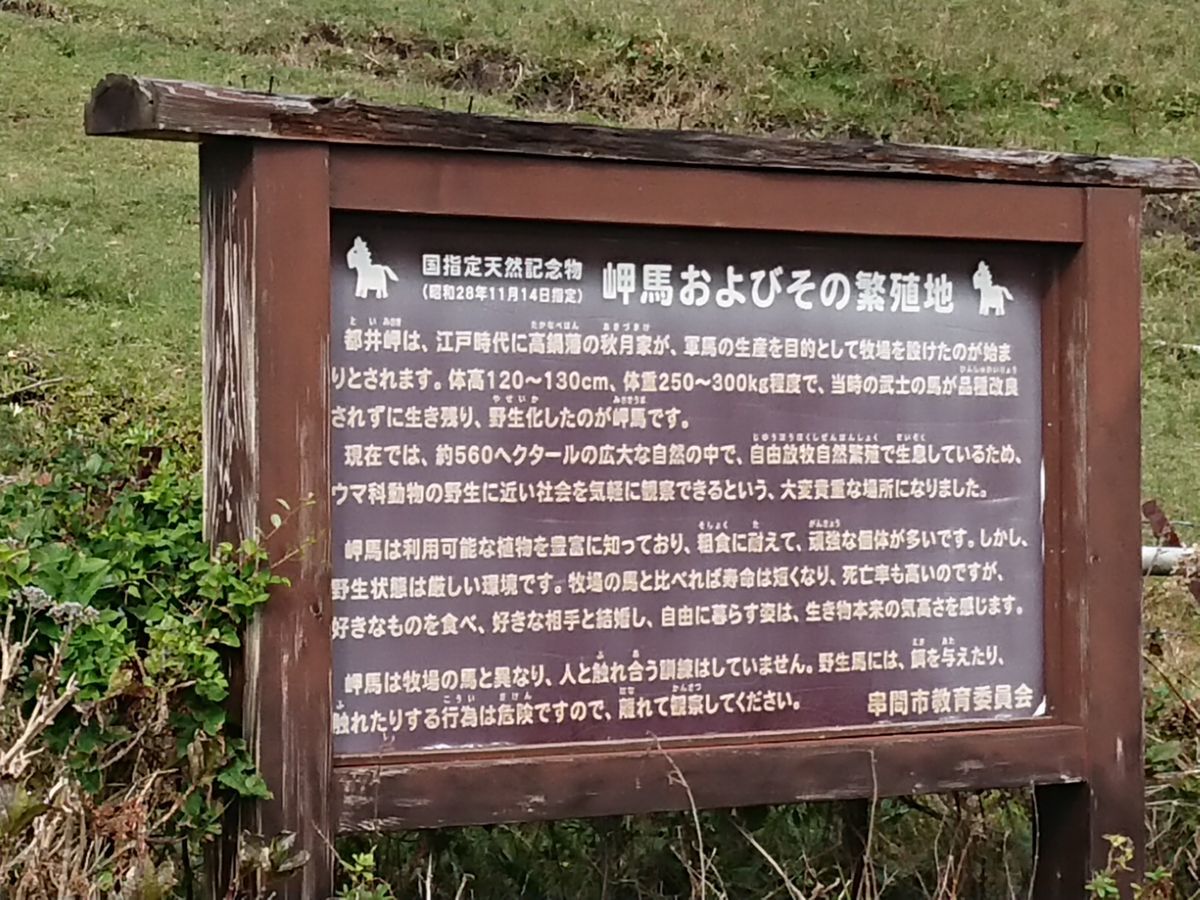 国指定天然記念物
(昭和28年11月14日指定)
岬馬およびその繁殖地
都井岬は、江戸時代に高鍋藩の秋月家が、軍馬の生産を目的として牧場を設けたのが始ま
りとされます。体高120～130cm、体重250～300kg程度で、当時の武士の馬が品種改良
されずに生き残り、野生化したのが岬馬です。
現在では、約560ヘクタールの広大な自然の中で、自由放牧自然繁殖で生息しているため、
ウマ科動物の野生に近い社会を気軽に観察できるという、大変貴重な場所になりました。
岬馬は利用可能な植物を豊富に知っており、粗食に耐えて、頑強な個体が多いです。しかし、
野生状態は厳しい環境です。牧場の馬と比べれば寿命は短くなり、死亡率も高いのですが、
好きなものを食べ、好きな相手と結婚し、自由に暮らす姿は、生き物本来の気高さを感じます。
岬馬は牧場の馬と異なり、人と触れ合う訓練はしていません。野生馬には、餌を与えたり、
触れたりする行為は危険ですので、離れて観察してください。
串間市教育委員会